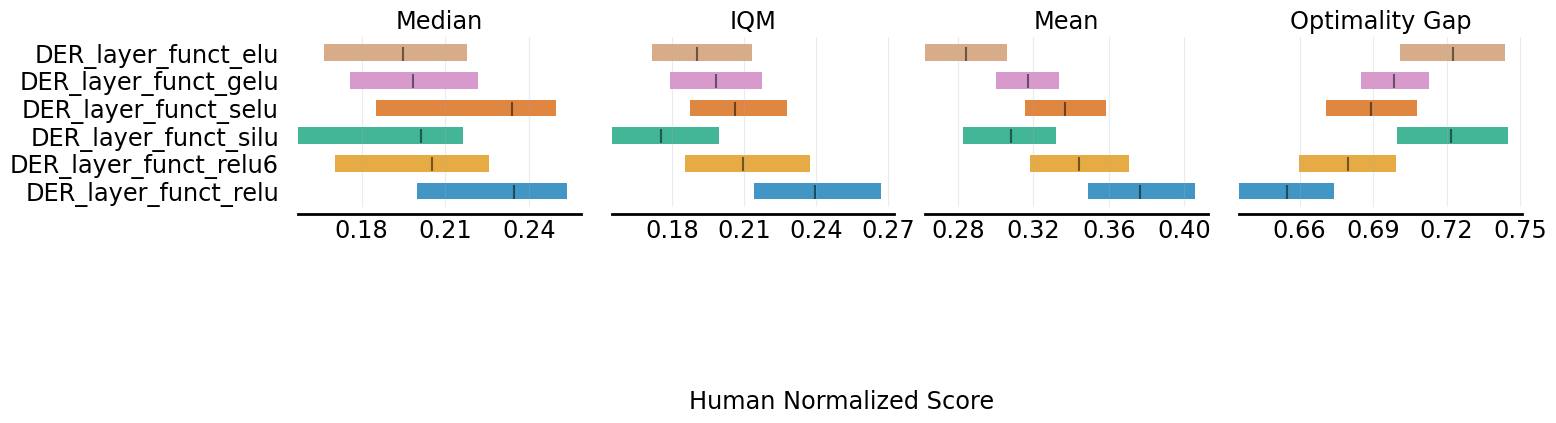 Median IQM Mean Optimality Gap
DER_layer_funct_elu
DER_layer_funct_gelu
DER_layer_funct_selu
DER_layer_funct_silu
DER_layer_funct_relu6
DER_layer_funct_relu
0.18 0.21 0.24 0.18 0.21 0.24 0.27 0.28 0.32 0.36 0.40 0.66 0.69 0.72 0.75
Human Normalized Score